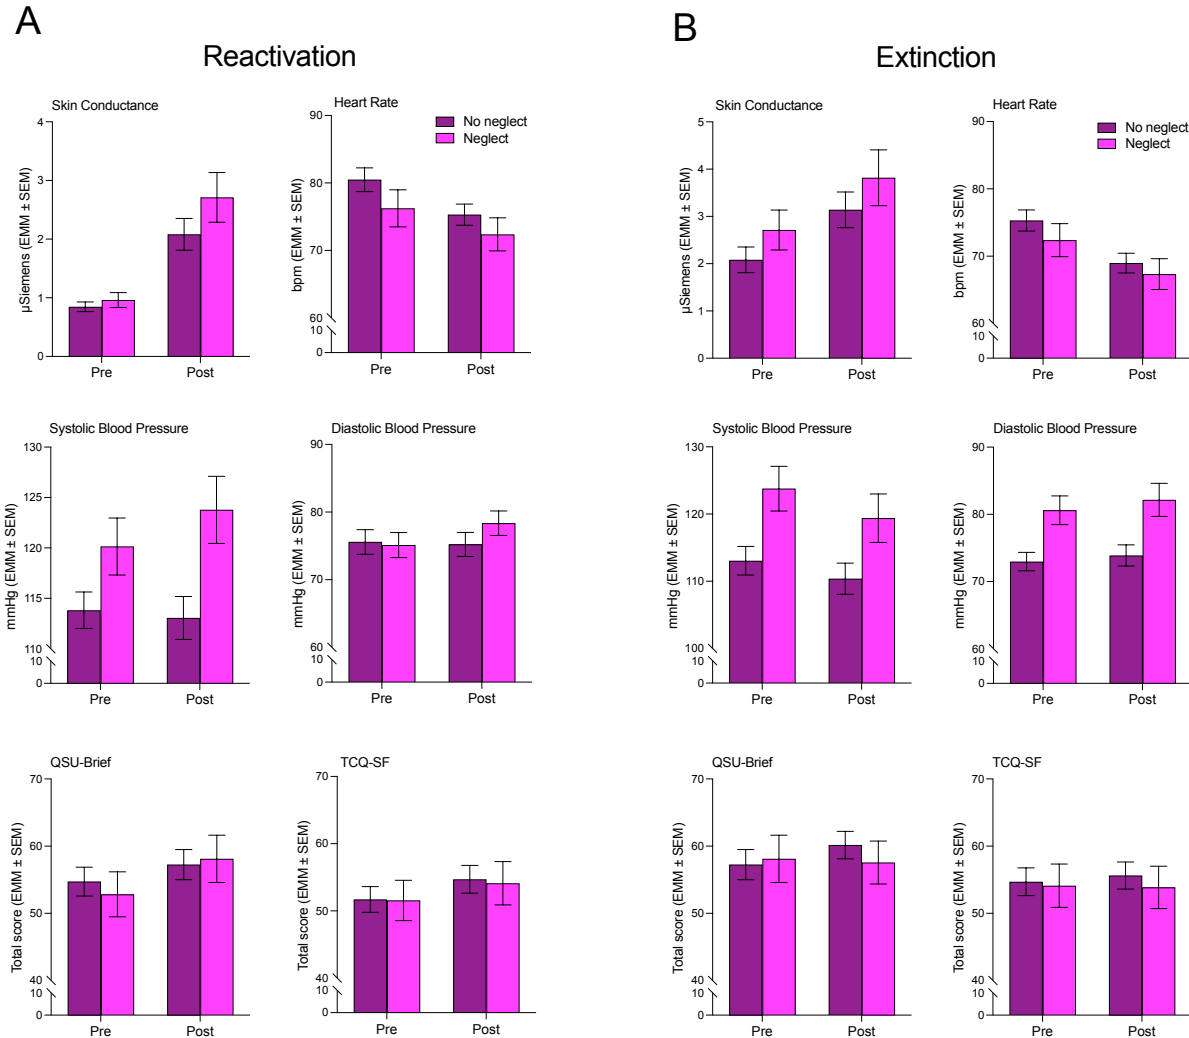 A
Reactivation
Skin Conductance
µSiemens (EMM ± SEM)
4
3
2
1
0
Pre
Post
Heart Rate
No neglect
Neglect
bpm (EMM ± SEM)
90
80
70
60
10
0
Pre
Post
Systolic Blood Pressure
mmHg (EMM ± SEM)
130
125
120
115
110
10
0
Pre
Post
Diastolic Blood Pressure
mmHg (EMM ± SEM)
90
80
70
60
10
0
Pre
Post
QSU-Brief
Total score (EMM ± SEM)
70
60
50
40
10
0
Pre
Post
TCQ-SF
Total score (EMM ± SEM)
70
60
50
40
10
0
Pre
Post
B
Extinction
Skin Conductance
µSiemens (EMM ± SEM)
5
4
3
2
1
0
Pre
Post
Heart Rate
No neglect
Neglect
bpm (EMM ± SEM)
90
80
70
60
10
0
Pre
Post
Systolic Blood Pressure
mmHg (EMM ± SEM)
130
120
110
100
10
0
Pre
Post
Diastolic Blood Pressure
mmHg (EMM ± SEM)
90
80
70
60
10
0
Pre
Post
QSU-Brief
Total score (EMM ± SEM)
70
60
50
40
10
0
Pre
Post
TCQ-SF
Total score (EMM ± SEM)
70
60
50
40
10
0
Pre
Post